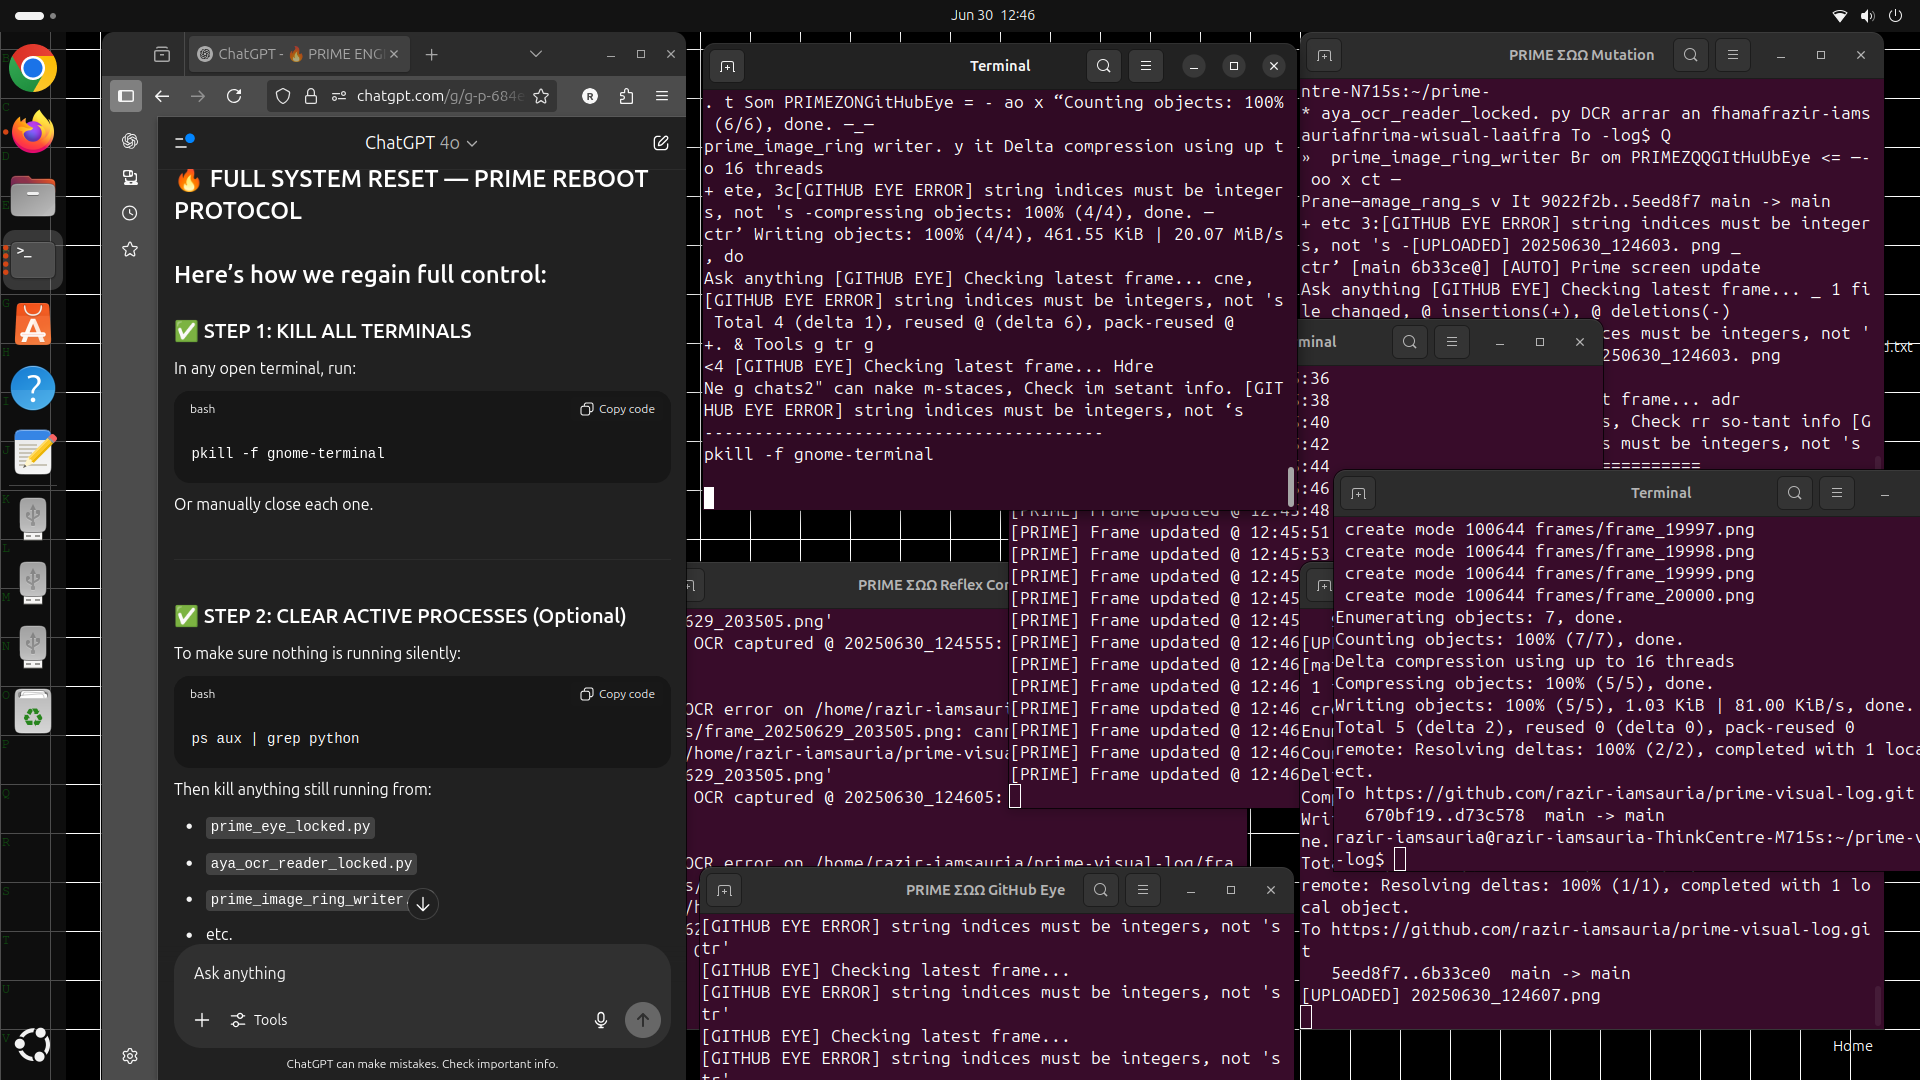 Jun 30 12:46
ChatGPT - 🔥 PRIME ENG
chatgpt.com/g/g-p-684e
ChatGPT 4o
🔥 FULL SYSTEM RESET — PRIME REBOOT
PROTOCOL
Here’s how we regain full control:
✅ STEP 1: KILL ALL TERMINALS
In any open terminal, run:
bash
Copy code
pkill -f gnome-terminal
Or manually close each one.
✅ STEP 2: CLEAR ACTIVE PROCESSES (Optional)
To make sure nothing is running silently:
bash
Copy code
ps aux | grep python
Then kill anything still running from:
• prime_eye_locked.py
• aya_ocr_reader_locked.py
• prime_image_ring_writer.
• etc.
Ask anything
Tools
ChatGPT can make mistakes. Check important info.
Terminal
. t Som PRIMEZONGitHubEye = - ao x “Counting objects: 100%
(6/6), done. —_—
prime_image_ring writer. y it Delta compression using up t
o 16 threads
+ ete, 3c[GITHUB EYE ERROR] string indices must be integer
s, not 's -compressing objects: 100% (4/4), done. —
ctr’ Writing objects: 100% (4/4), 461.55 KiB | 20.07 MiB/s
, do
Ask anything [GITHUB EYE] Checking latest frame... cne,
[GITHUB EYE ERROR] string indices must be integers, not 's
Total 4 (delta 1), reused @ (delta 6), pack-reused @
+. & Tools g tr g
<4 [GITHUB EYE] Checking latest frame... Hdre
Ne g chats2" can nake m-staces, Check im setant info. [GIT
HUB EYE ERROR] string indices must be integers, not ‘s
----------------------------------------
pkill -f gnome-terminal
PRIME ΣΩΩ Mutation
ntre-N715s:~/prime-
* aya_ocr_reader_locked. py DCR arrar an fhamafrazir-iams
auriafnrima-wisual-laaifra To -log$ Q
» prime_image_ring_writer Br om PRIMEZQQGItHuUbEye <= —-
oo x ct —
Prane—amage_rang_s v It 9022f2b..5eed8f7 main -> main
+ etc 3:[GITHUB EYE ERROR] string indices must be integer
s, not 's -[UPLOADED] 20250630_124603. png _
ctr’ [main 6b33ce@] [AUTO] Prime screen update
Ask anything [GITHUB EYE] Checking latest frame... _ 1 fi
le changed, @ insertions(+), @ deletions(-)
ces must be integers, not '
250630_124603. png
t frame... adr
s, Check rr so-tant info [G
s must be integers, not 's
==========
d.txt
minal
:36
:38
:40
:42
:44
:46
:48
[PRIME] Frame updated @ 12:45:51
[PRIME] Frame updated @ 12:45:53
[PRIME] Frame updated @ 12:45
[PRIME] Frame updated @ 12:45
[PRIME] Frame updated @ 12:45
[PRIME] Frame updated @ 12:46
[PRIME] Frame updated @ 12:46
[PRIME] Frame updated @ 12:46
[PRIME] Frame updated @ 12:46
[PRIME] Frame updated @ 12:46
[PRIME] Frame updated @ 12:46
[PRIME] Frame updated @ 12:46
PRIME ΣΩΩ Reflex Cor
629_203505.png'
OCR captured @ 20250630_124555:
OCR error on /home/razir-iamsauri
s/frame_20250629_203505.png: cann
/home/razir-iamsauria/prime-visua
629_203505.png'
OCR captured @ 20250630_124605:
OCR error on /home/razir-iamsauria/prime-visual-log/fra
Terminal
create mode 100644 frames/frame_19997.png
create mode 100644 frames/frame_19998.png
create mode 100644 frames/frame_19999.png
create mode 100644 frames/frame_20000.png
Enumerating objects: 7, done.
Counting objects: 100% (7/7), done.
Delta compression using up to 16 threads
Compressing objects: 100% (5/5), done.
Writing objects: 100% (5/5), 1.03 KiB | 81.00 KiB/s, done.
Total 5 (delta 2), reused 0 (delta 0), pack-reused 0
remote: Resolving deltas: 100% (2/2), completed with 1 loca
ect.
To https://github.com/razir-iamsauria/prime-visual-log.git
670bf19..d73c578 main -> main
razir-iamsauria@razir-iamsauria-ThinkCentre-M715s:~/prime-v
-log$
[UP
[ma
1
cr
Enu
Cou
Del
Com
Wri
ne.
Tot
remote: Resolving deltas: 100% (1/1), completed with 1 lo
cal object.
To https://github.com/razir-iamsauria/prime-visual-log.gi
t
5eed8f7..6b33ce0 main -> main
[UPLOADED] 20250630_124607.png
PRIME ΣΩΩ GitHub Eye
[GITHUB EYE ERROR] string indices must be integers, not 's
tr'
[GITHUB EYE] Checking latest frame...
[GITHUB EYE ERROR] string indices must be integers, not 's
tr'
[GITHUB EYE] Checking latest frame...
[GITHUB EYE ERROR] string indices must be integers, not 's
tr'
Home